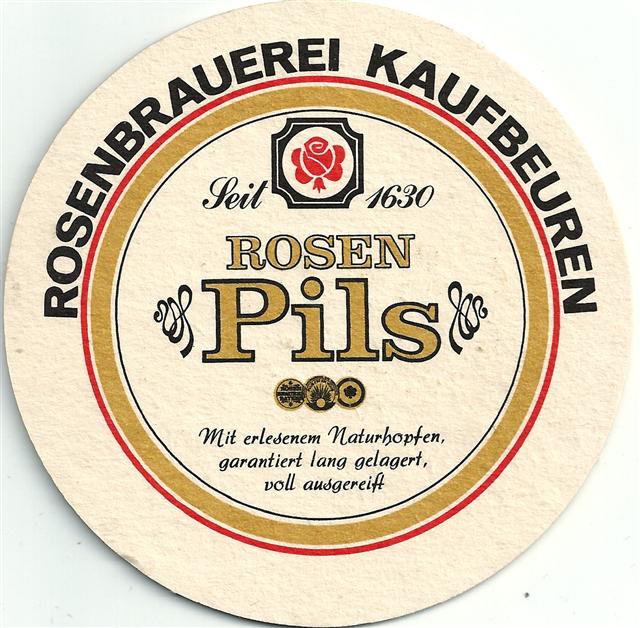 ROSENBRAUEREI KAUFBEUREN
Seit 1630
ROSEN
Pils
Mit erlesenem Naturhopfen,
garantiert lang gelagert,
voll ausgereift